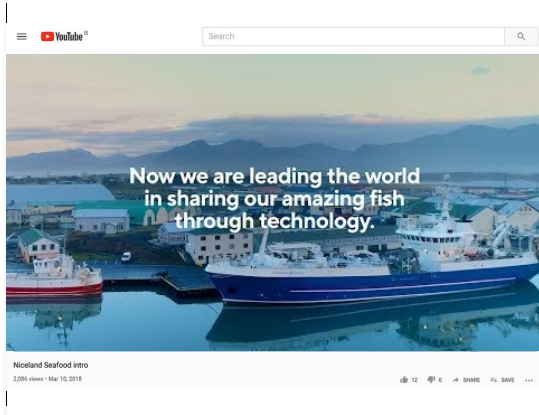 YouTube IS
Search
Now we are leading the world
in sharing our amazing fish
through technology.
Niceland Seafood intro
2,086 views • Mar 10, 2018
12
0
SHARE
SAVE